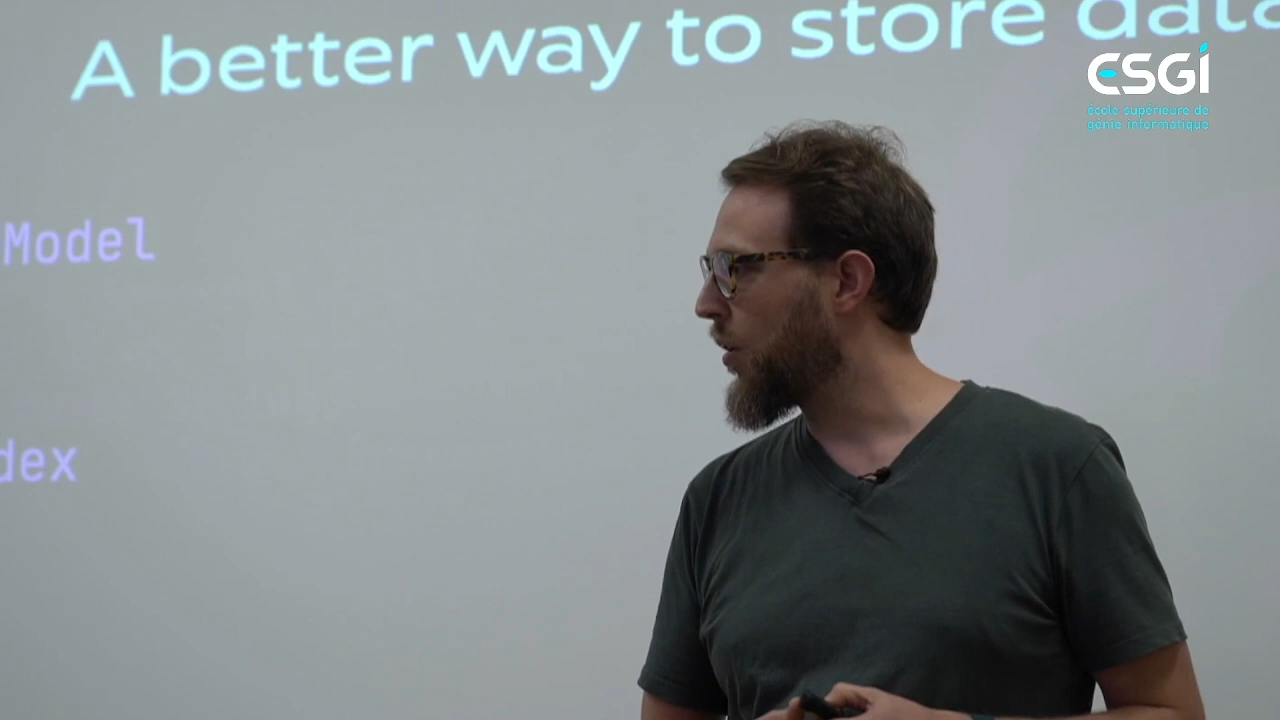 A better way to store data
ESGI
école supérieure de
génie informatique
Model
dex